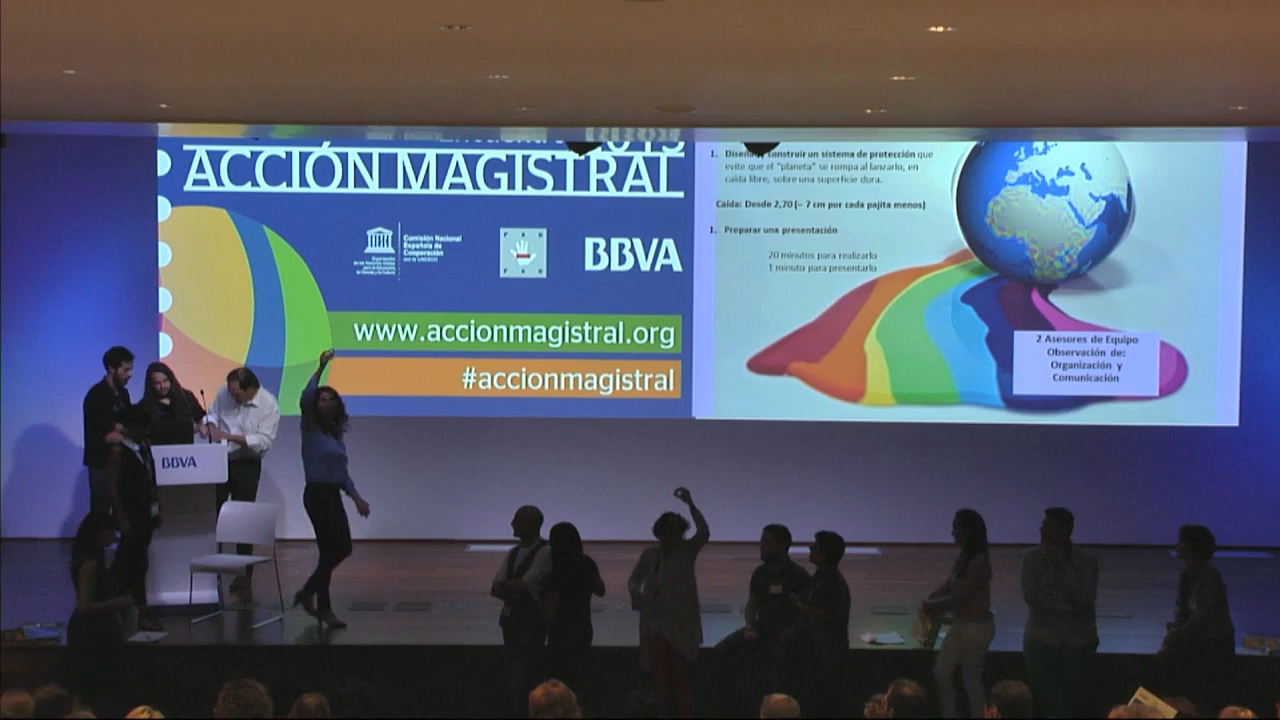 2015
ACCIÓN MAGISTRAL
Comisión Nacional
Española de
Cooperación
con la UNESCO
BBVA
www.accionmagistral.org
#accionmagistral
1. Diseñar y construir un sistema de protección que
evite que el "planeta" se rompa al lanzarlo, en
caída libre, sobre una superficie dura.
Caída: Desde 2,70 (– 7 cm por cada pajita menos)
1. Preparar una presentación
20 minutos para realizarlo
1 minuto para presentarlo
2 Asesores de Equipo
Observación de:
Organización y
Comunicación
BBVA